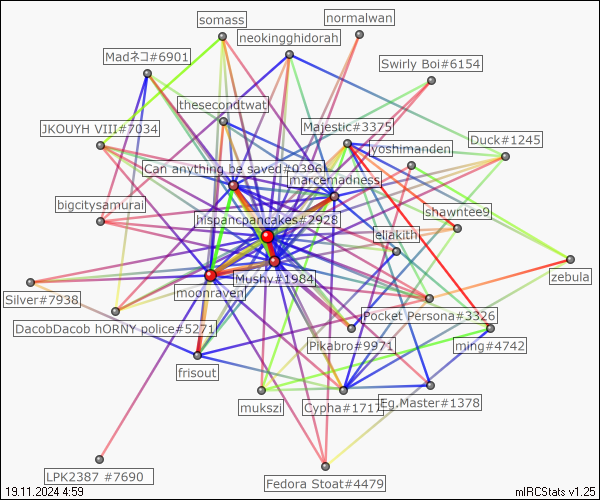 somass
normalwan
neokingghidorah
Madネコ#6901
Swirly Boi#6154
thesecondtwat
JKOUYH VIII#7034
Majestic#3375
Duck#1245
yoshimanden
Can anything be saved#0396
marcemadness
bigcitysamurai
hispancpancakes#2928
shawntee9
eliakith
Mushy#1984
zebula
moonraven
Silver#7938
Pocket Persona#3326
DacobDacob hORNY police#5271
Pikabro#9971
ming#4742
frisout
mukszi
Cypha#1717
Eg.Master#1378
LPK2387 #7690
Fedora Stoat#4479
19.11.2024 4:59
mIRCStats v1.25